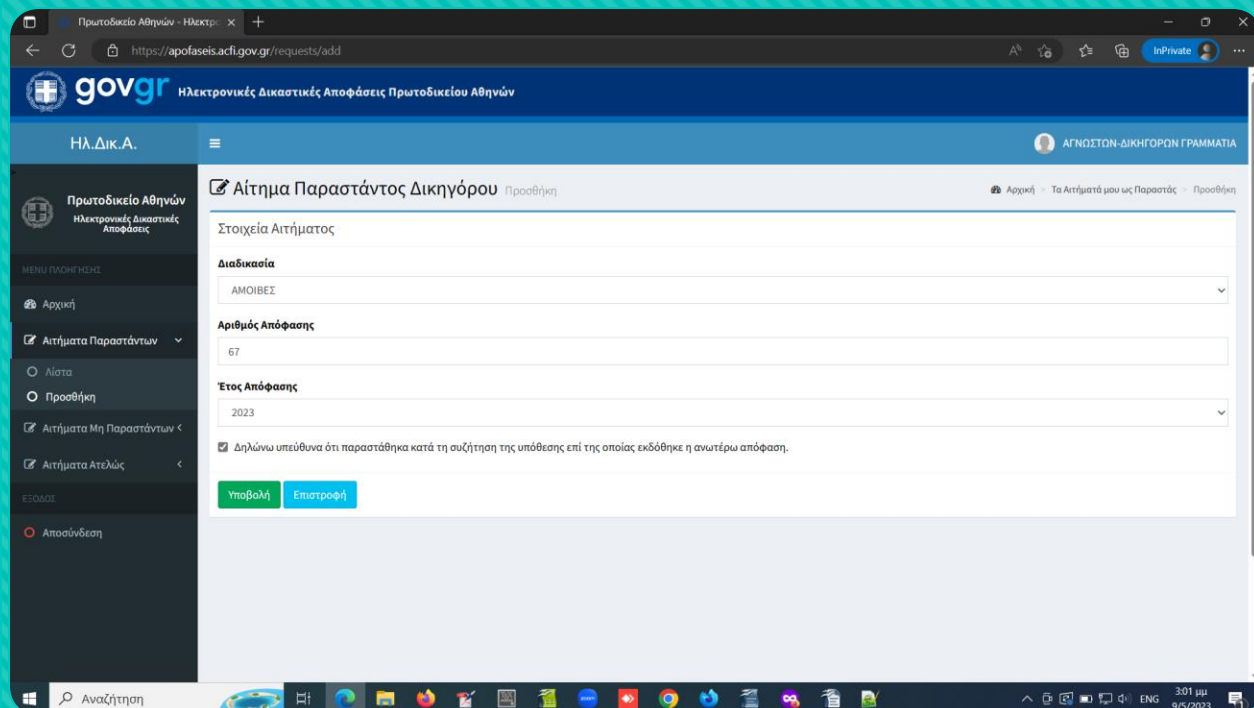 Πρωτοδικείο Αθηνών - Ηλεκτρο
https://apofaseis.acfi.gov.gr/requests/add
InPrivate
govgr Ηλεκτρονικές Δικαστικές Αποφάσεις Πρωτοδικείου Αθηνών
Ηλ.Δικ.Α.
ΑΓΝΩΣΤΩΝ-ΔΙΚΗΓΟΡΩΝ ΓΡΑΜΜΑΤΙΑ
Πρωτοδικείο Αθηνών
Ηλεκτρονικές Δικαστικές
Αποφάσεις
Αίτημα Παραστάντος Δικηγόρου Προσθήκη
Αρχική > Τα Αιτήματά μου ως Παραστάς > Προσθήκη
MENU ΠΛΟΗΓΗΣΗΣ
Αρχική
Αιτήματα Παραστάντων
Λίστα
Προσθήκη
Αιτήματα Μη Παραστάντων
Αιτήματα Ατελώς
ΕΞΟΔΟΣ
Αποσύνδεση
Στοιχεία Αιτήματος
Διαδικασία
ΑΜΟΙΒΕΣ
Αριθμός Απόφασης
67
Έτος Απόφασης
2023
Δηλώνω υπεύθυνα ότι παραστάθηκα κατά τη συζήτηση της υπόθεσης επί της οποίας εκδόθηκε η ανωτέρω απόφαση.
Υποβολή Επιστροφή
Αναζήτηση
zoom
ENG
3:01 μμ
9/5/2023